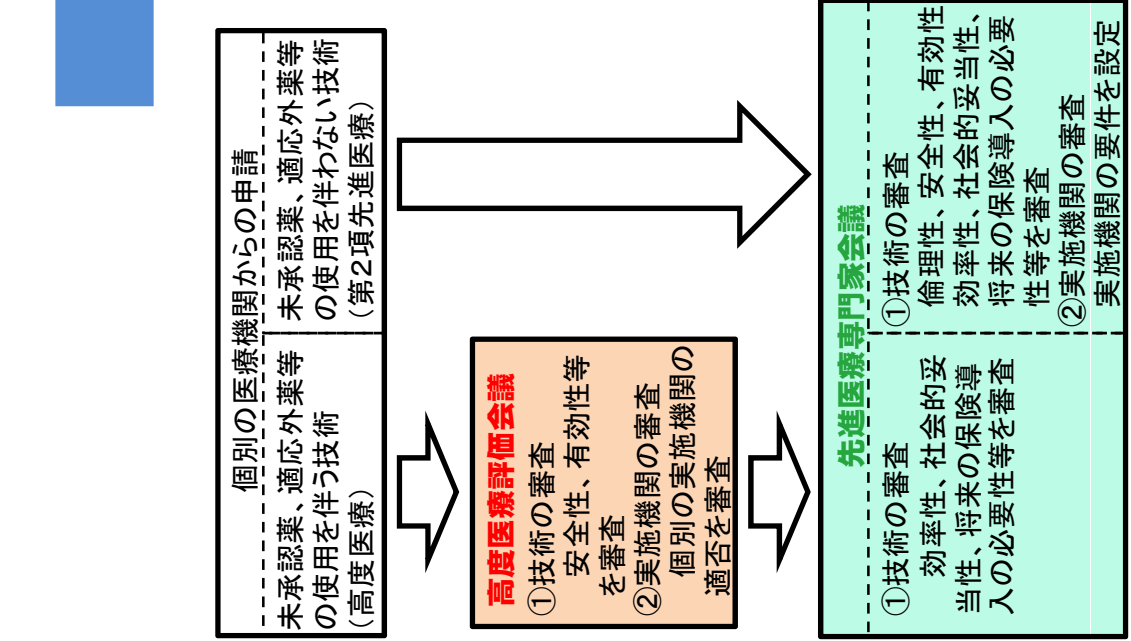 個別の医療機関からの申請
未承認薬、適応外薬等
の使用を伴う技術
（高度医療）
未承認薬、適応外薬等
の使用を伴わない技術
（第2項先進医療）
高度医療評価会議
①技術の審査
安全性、有効性等
を審査
②実施機関の審査
個別の実施機関の
適否を審査
先進医療専門家会議
①技術の審査
効率性、社会的妥
当性、将来の保険導
入の必要性等を審査
①技術の審査
倫理性、安全性、有効性
効率性、社会的妥当性、
将来の保険導入の必要
性等を審査
②実施機関の審査
実施機関の要件を設定